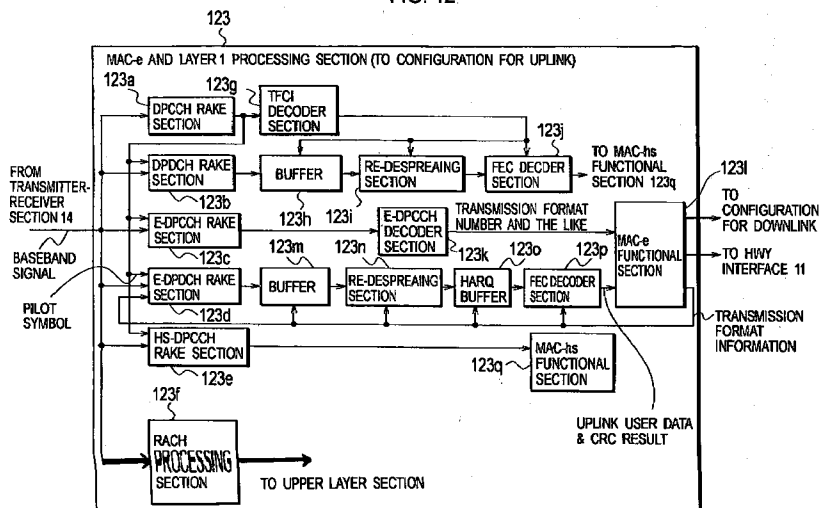 FIG. 12
123
MAC-e AND LAYER 1 PROCESSING SECTION (TO CONFIGURATION FOR UPLINK)
123a
DPCCH RAKE
SECTION
123g
TFCI
DECODER
SECTION
123j
TO MAC-hs
FUNCTIONAL
SECTION 123q
123l
FROM
TRANSMITTER-
RECEIVER
SECTION 14
DPDCH RAKE
SECTION
123b
BUFFER
123h
RE-DESPREAING
SECTION
123i
FEC DECDER
SECTION
TO
CONFIGURATION
FOR DOWNLINK
BASEBAND
SIGNAL
E-DPCCH RAKE
SECTION
123c
E-DPCCH
DECODER
SECTION
123k
TRANSMISSION FORMAT
NUMBER AND THE LIKE
MAC-e
FUNCTIONAL
SECTION
TO HWY
INTERFACE 11
PILOT
SYMBOL
E-DPDCH RAKE
SECTION
123d
123m
BUFFER
123n
RE-DESPREAING
SECTION
123o
HARQ
BUFFER
123p
FEC DECODER
SECTION
TRANSMISSION
FORMAT
INFORMATION
HS-DPCCH
RAKE SECTION
123e
MAC-hs
FUNCTIONAL
SECTION
123q
UPLINK USER DATA
& CRC RESULT
123f
RACH
PROCESSING
SECTION
TO UPPER LAYER SECTION